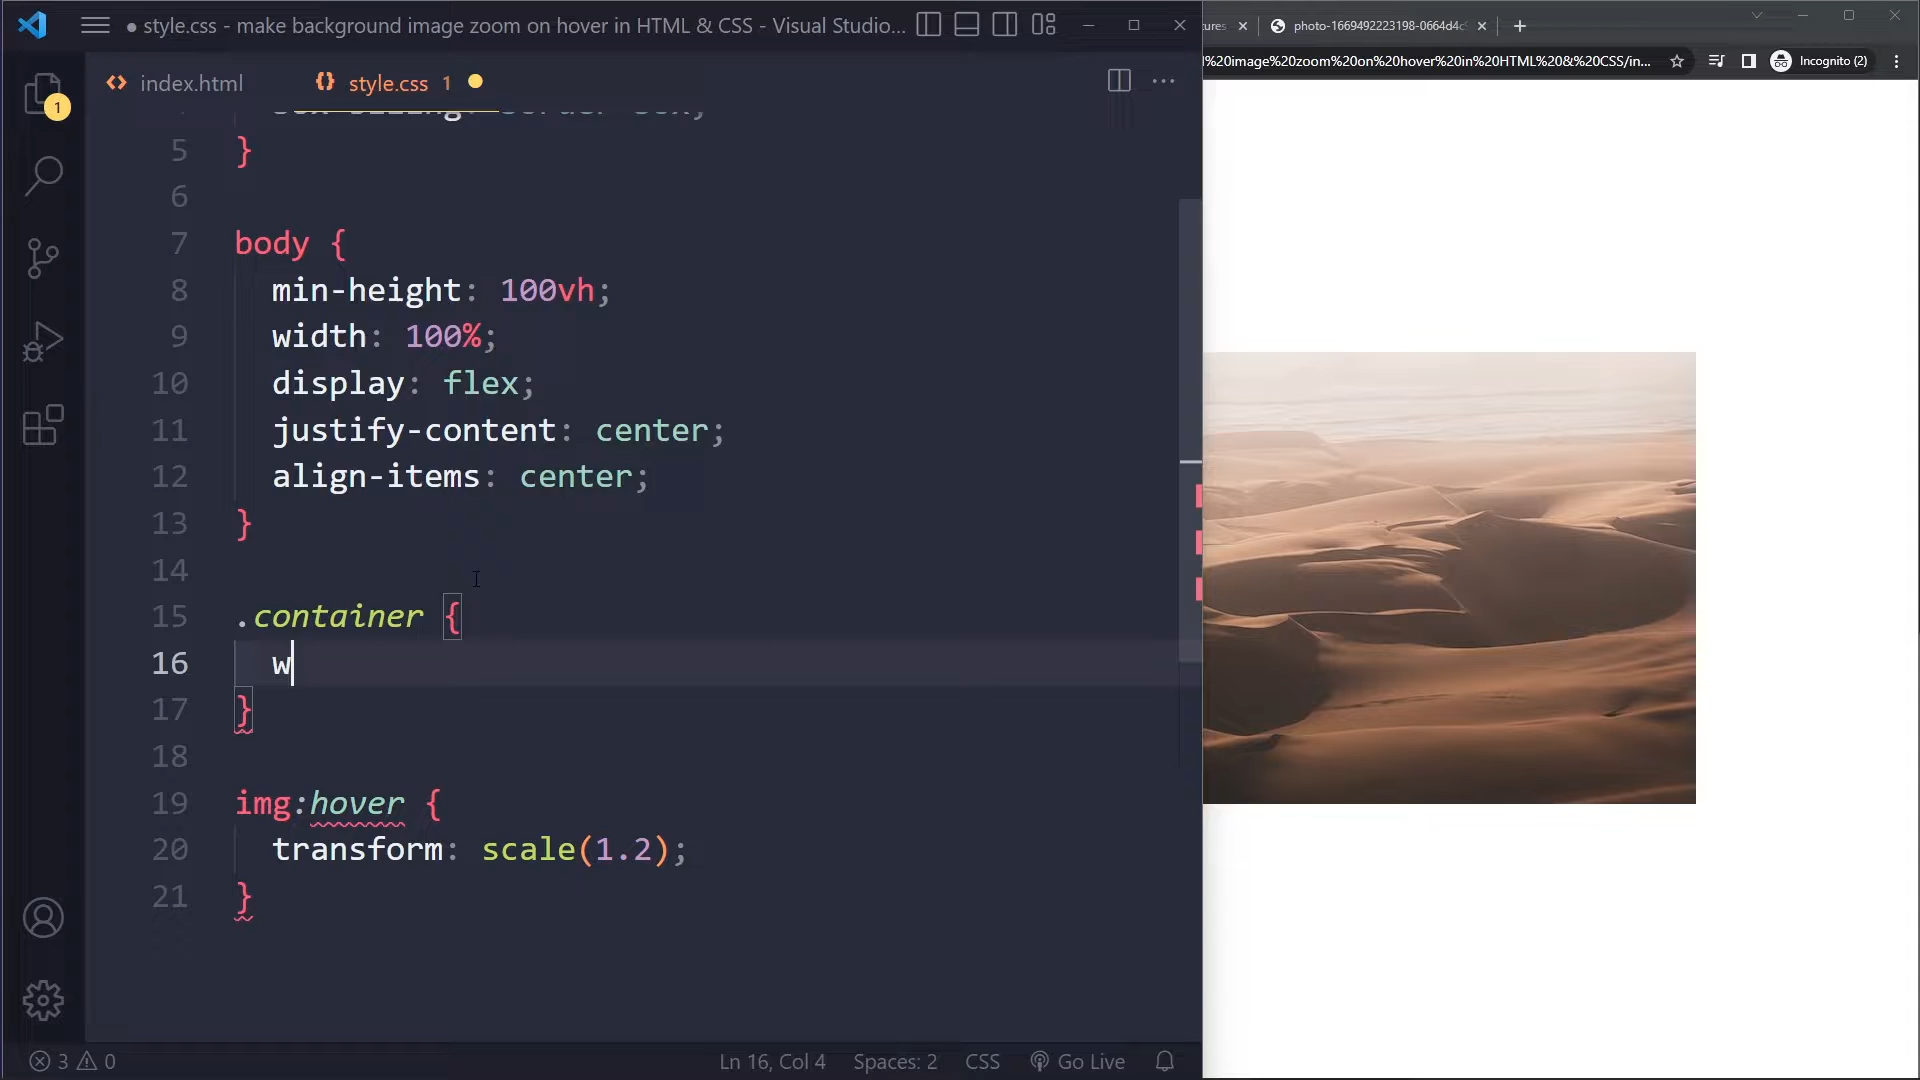 style.css - make background image zoom on hover in HTML & CSS - Visual Studio...
ures
photo-1669492223198-0664d4c
image%20zoom%20on%20hover%20in%20HTML%20&%20CSS/in...
Incognito (2)
1
index.html
{} style.css 1
5 }
6
7 body {
8 min-height: 100vh;
9 width: 100%;
10 display: flex;
11 justify-content: center;
12 align-items: center;
13 }
14
15 .container {
16 w
17 }
18
19 img:hover {
20 transform: scale(1.2);
21 }
3 0
Ln 16, Col 4 Spaces: 2 CSS Go Live